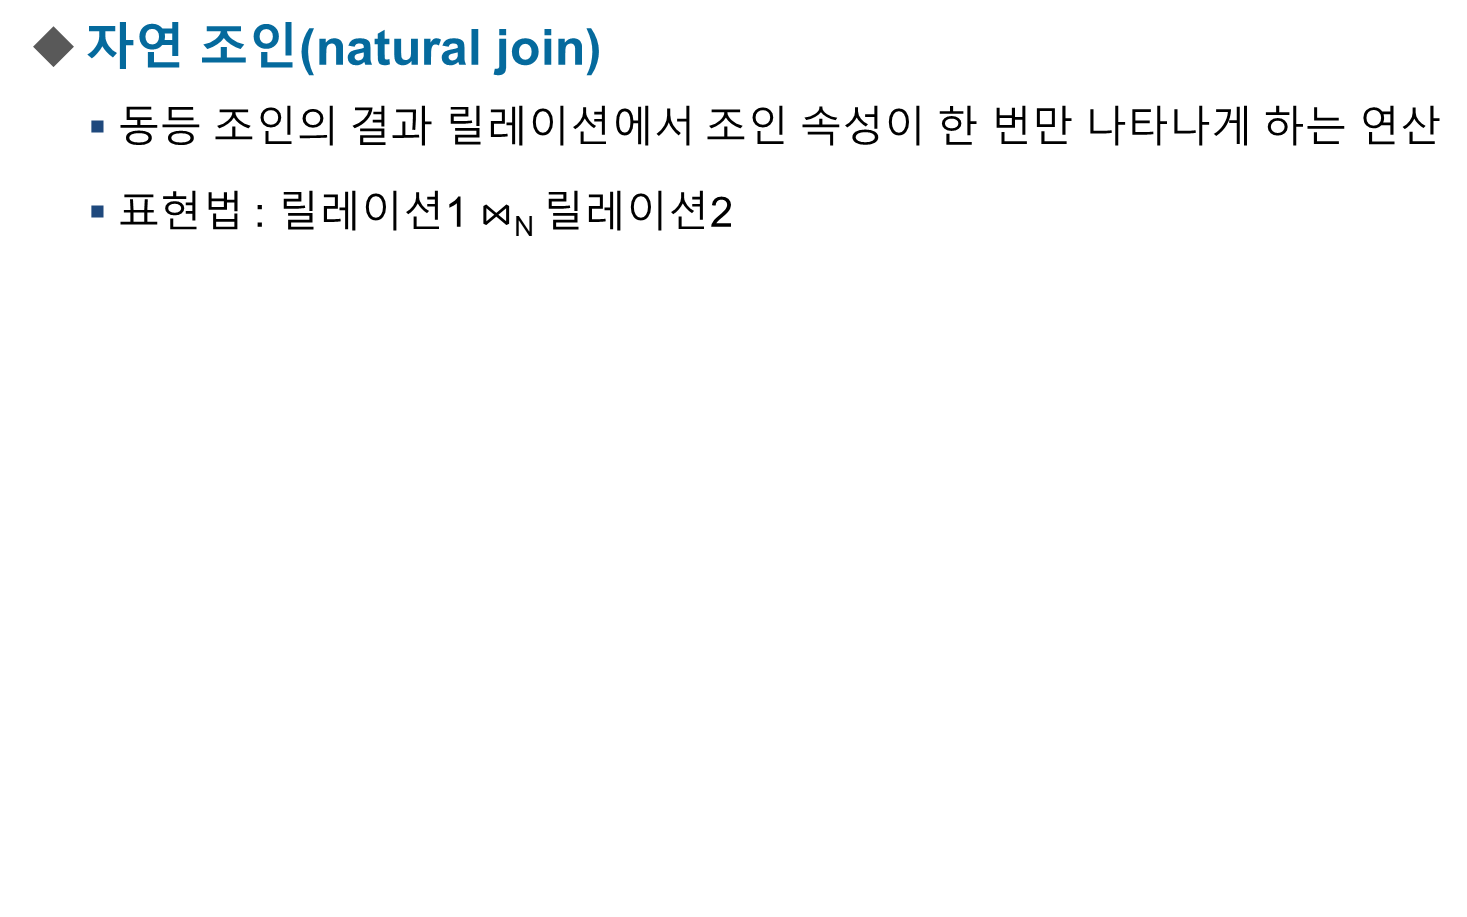 ◆ 자연 조인(natural join)
▪ 동등 조인의 결과 릴레이션에서 조인 속성이 한 번만 나타나게 하는 연산
▪ 표현법 : 릴레이션1 ⋈N 릴레이션2